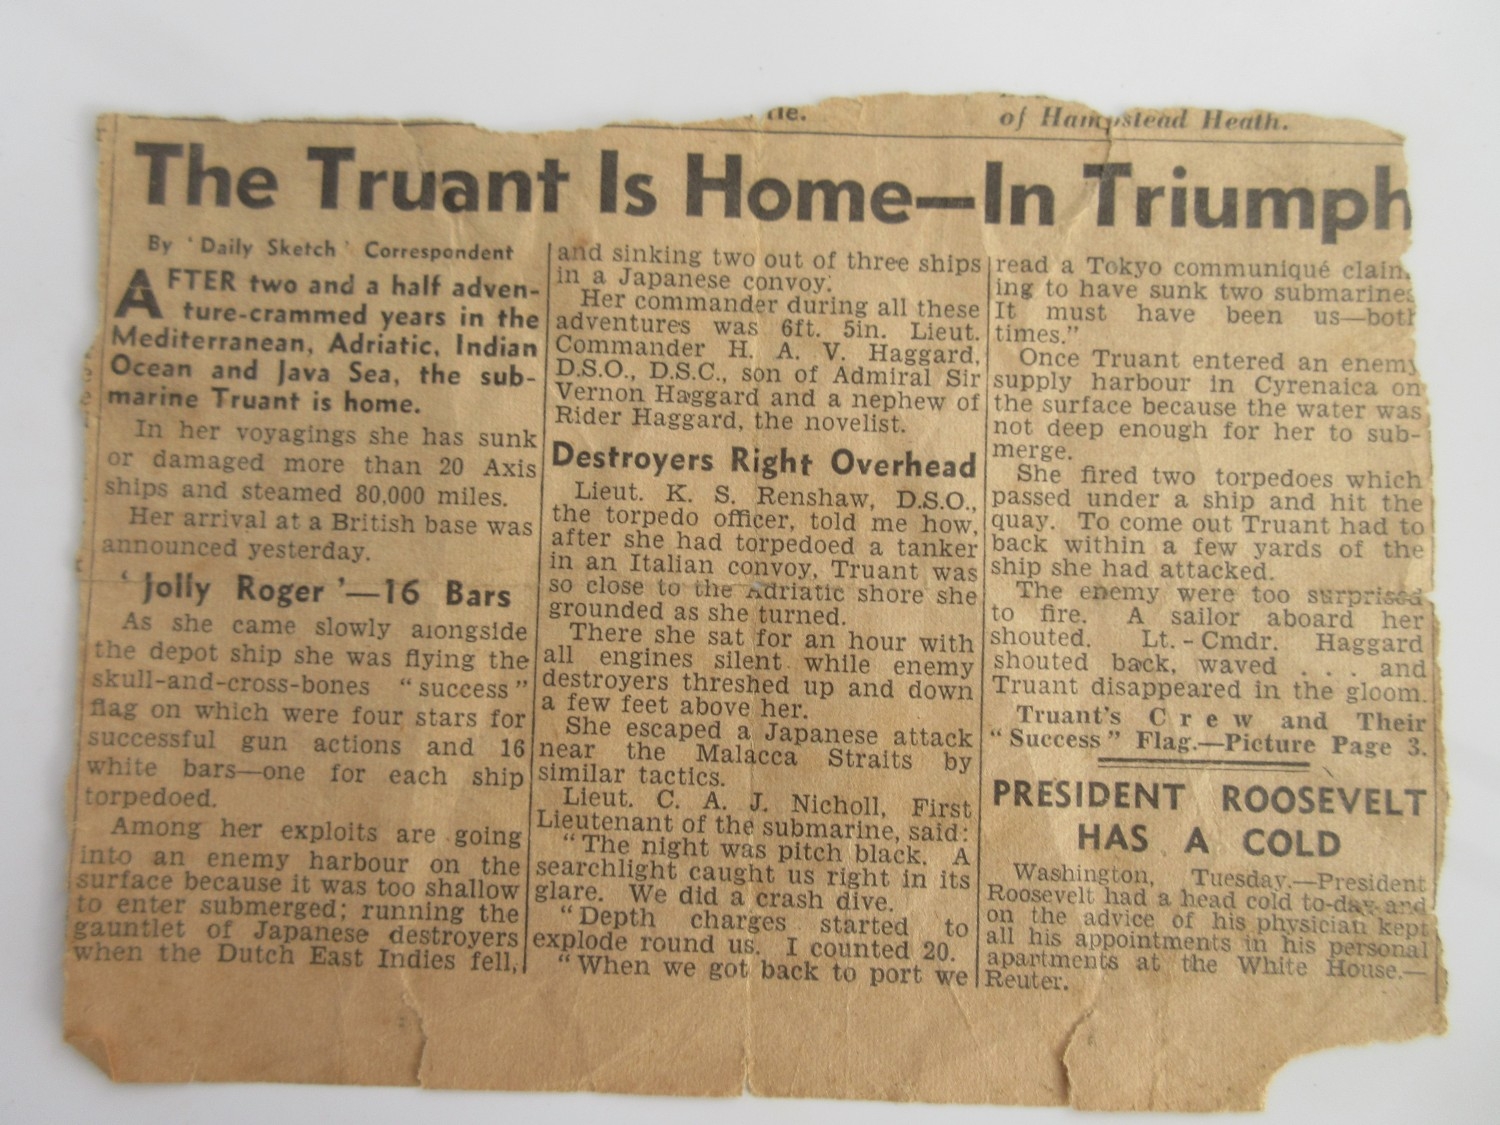 of Hampstead Heath.
The Truant Is Home—In Triumph
By 'Daily Sketch' Correspondent
AFTER two and a half adven-
ture-crammed years in the
Mediterranean, Adriatic, Indian
Ocean and Java Sea, the sub-
marine Truant is home.
In her voyagings she has sunk
or damaged more than 20 Axis
ships and steamed 80,000 miles.
Her arrival at a British base was
announced yesterday.
'Jolly Roger'—16 Bars
As she came slowly alongside
the depot ship she was flying the
skull-and-cross-bones "success"
flag on which were four stars for
successful gun actions and 16
white bars—one for each ship
torpedoed.
Among her exploits are going
into an enemy harbour on the
surface because it was too shallow
to enter submerged; running the
gauntlet of Japanese destroyers
when the Dutch East Indies fell,
and sinking two out of three ships
in a Japanese convoy.
Her commander during all these
adventures was 6ft. 5in. Lieut.
Commander H. A. V. Haggard,
D.S.O., D.S.C., son of Admiral Sir
Vernon Haggard and a nephew of
Rider Haggard, the novelist.
Destroyers Right Overhead
Lieut. K. S. Renshaw, D.S.O.,
the torpedo officer, told me how,
after she had torpedoed a tanker
in an Italian convoy, Truant was
so close to the Adriatic shore she
grounded as she turned.
There she sat for an hour with
all engines silent while enemy
destroyers threshed up and down
a few feet above her.
She escaped a Japanese attack
near the Malacca Straits by
similar tactics.
Lieut. C. A. J. Nicholl, First
Lieutenant of the submarine, said:
"The night was pitch black. A
searchlight caught us right in its
glare. We did a crash dive.
"Depth charges started to
explode round us. I counted 20.
"When we got back to port we
read a Tokyo communiqué claim-
ing to have sunk two submarines
It must have been us—both
times."
Once Truant entered an enemy
supply harbour in Cyrenaica on
the surface because the water was
not deep enough for her to sub-
merge.
She fired two torpedoes which
passed under a ship and hit the
quay. To come out Truant had to
back within a few yards of the
ship she had attacked.
The enemy were too surprised
to fire. A sailor aboard her
shouted. Lt.-Cmdr. Haggard
shouted back, waved . . . and
Truant disappeared in the gloom.
Truant's Crew and Their
"Success" Flag.—Picture Page 3.
PRESIDENT ROOSEVELT
HAS A COLD
Washington, Tuesday.—President
Roosevelt had a head cold to-day and
on the advice of his physician kept
all his appointments in his personal
apartments at the White House.—
Reuter.